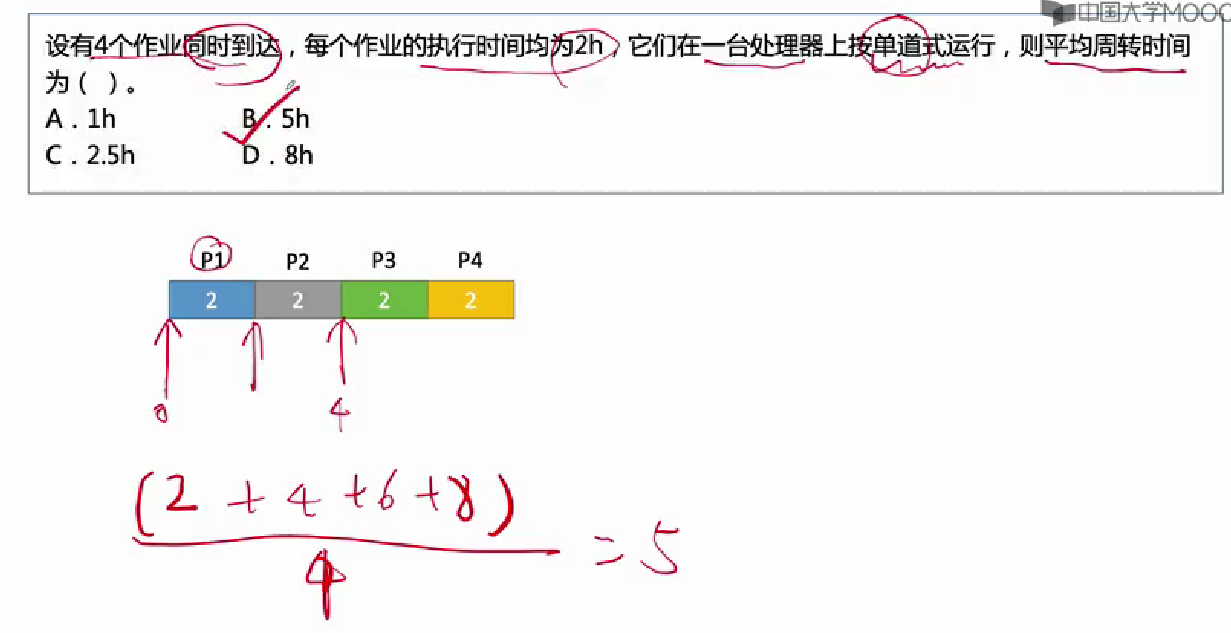 中国大学MOOC
设有4个作业同时到达，每个作业的执行时间均为2h，它们在一台处理器上按单道式运行，则平均周转时间
为（ ）。
A．1h B．5h
C．2.5h D．8h
P1 P2 P3 P4
2 2 2 2
0 4
(2 + 4 + 6 + 8)
= 5
4